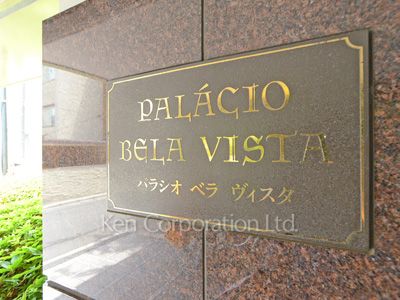 PALÁCIO
BELA VISTA
パラシオ ベラ ヴィスタ
Ken Corporation Ltd.